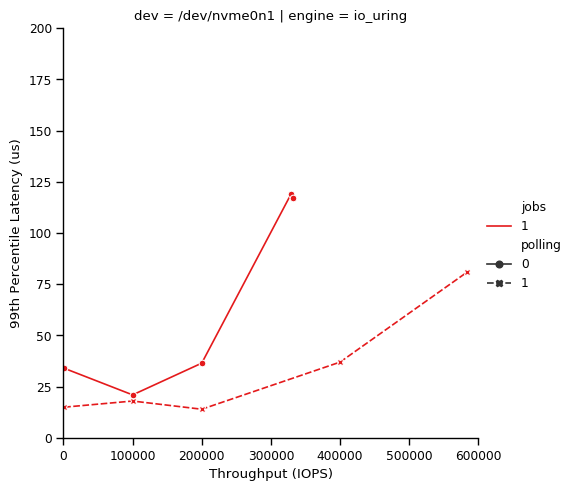 dev = /dev/nvme0n1 | engine = io_uring
200
175
150
125
100
75
50
25
0
99th Percentile Latency (us)
0 100000 200000 300000 400000 500000 600000
Throughput (IOPS)
jobs
1
polling
0
1